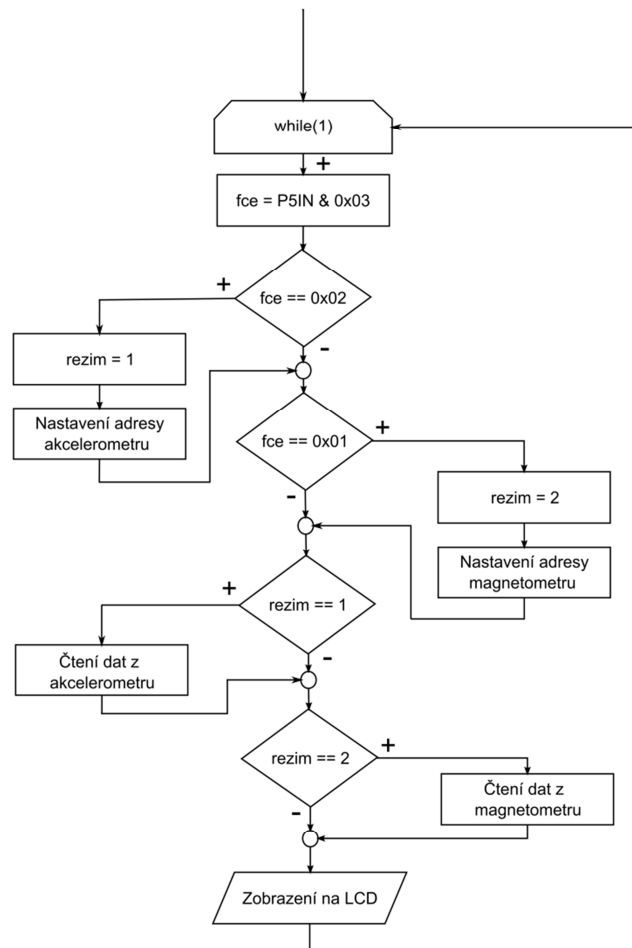 while(1)
+
fce = P5IN & 0x03
+
fce == 0x02
-
rezim = 1
Nastavení adresy
akcelerometru
+
fce == 0x01
-
rezim = 2
Nastavení adresy
magnetometru
+
rezim == 1
-
Čtení dat z
akcelerometru
+
rezim == 2
-
Čtení dat z
magnetometru
Zobrazení na LCD